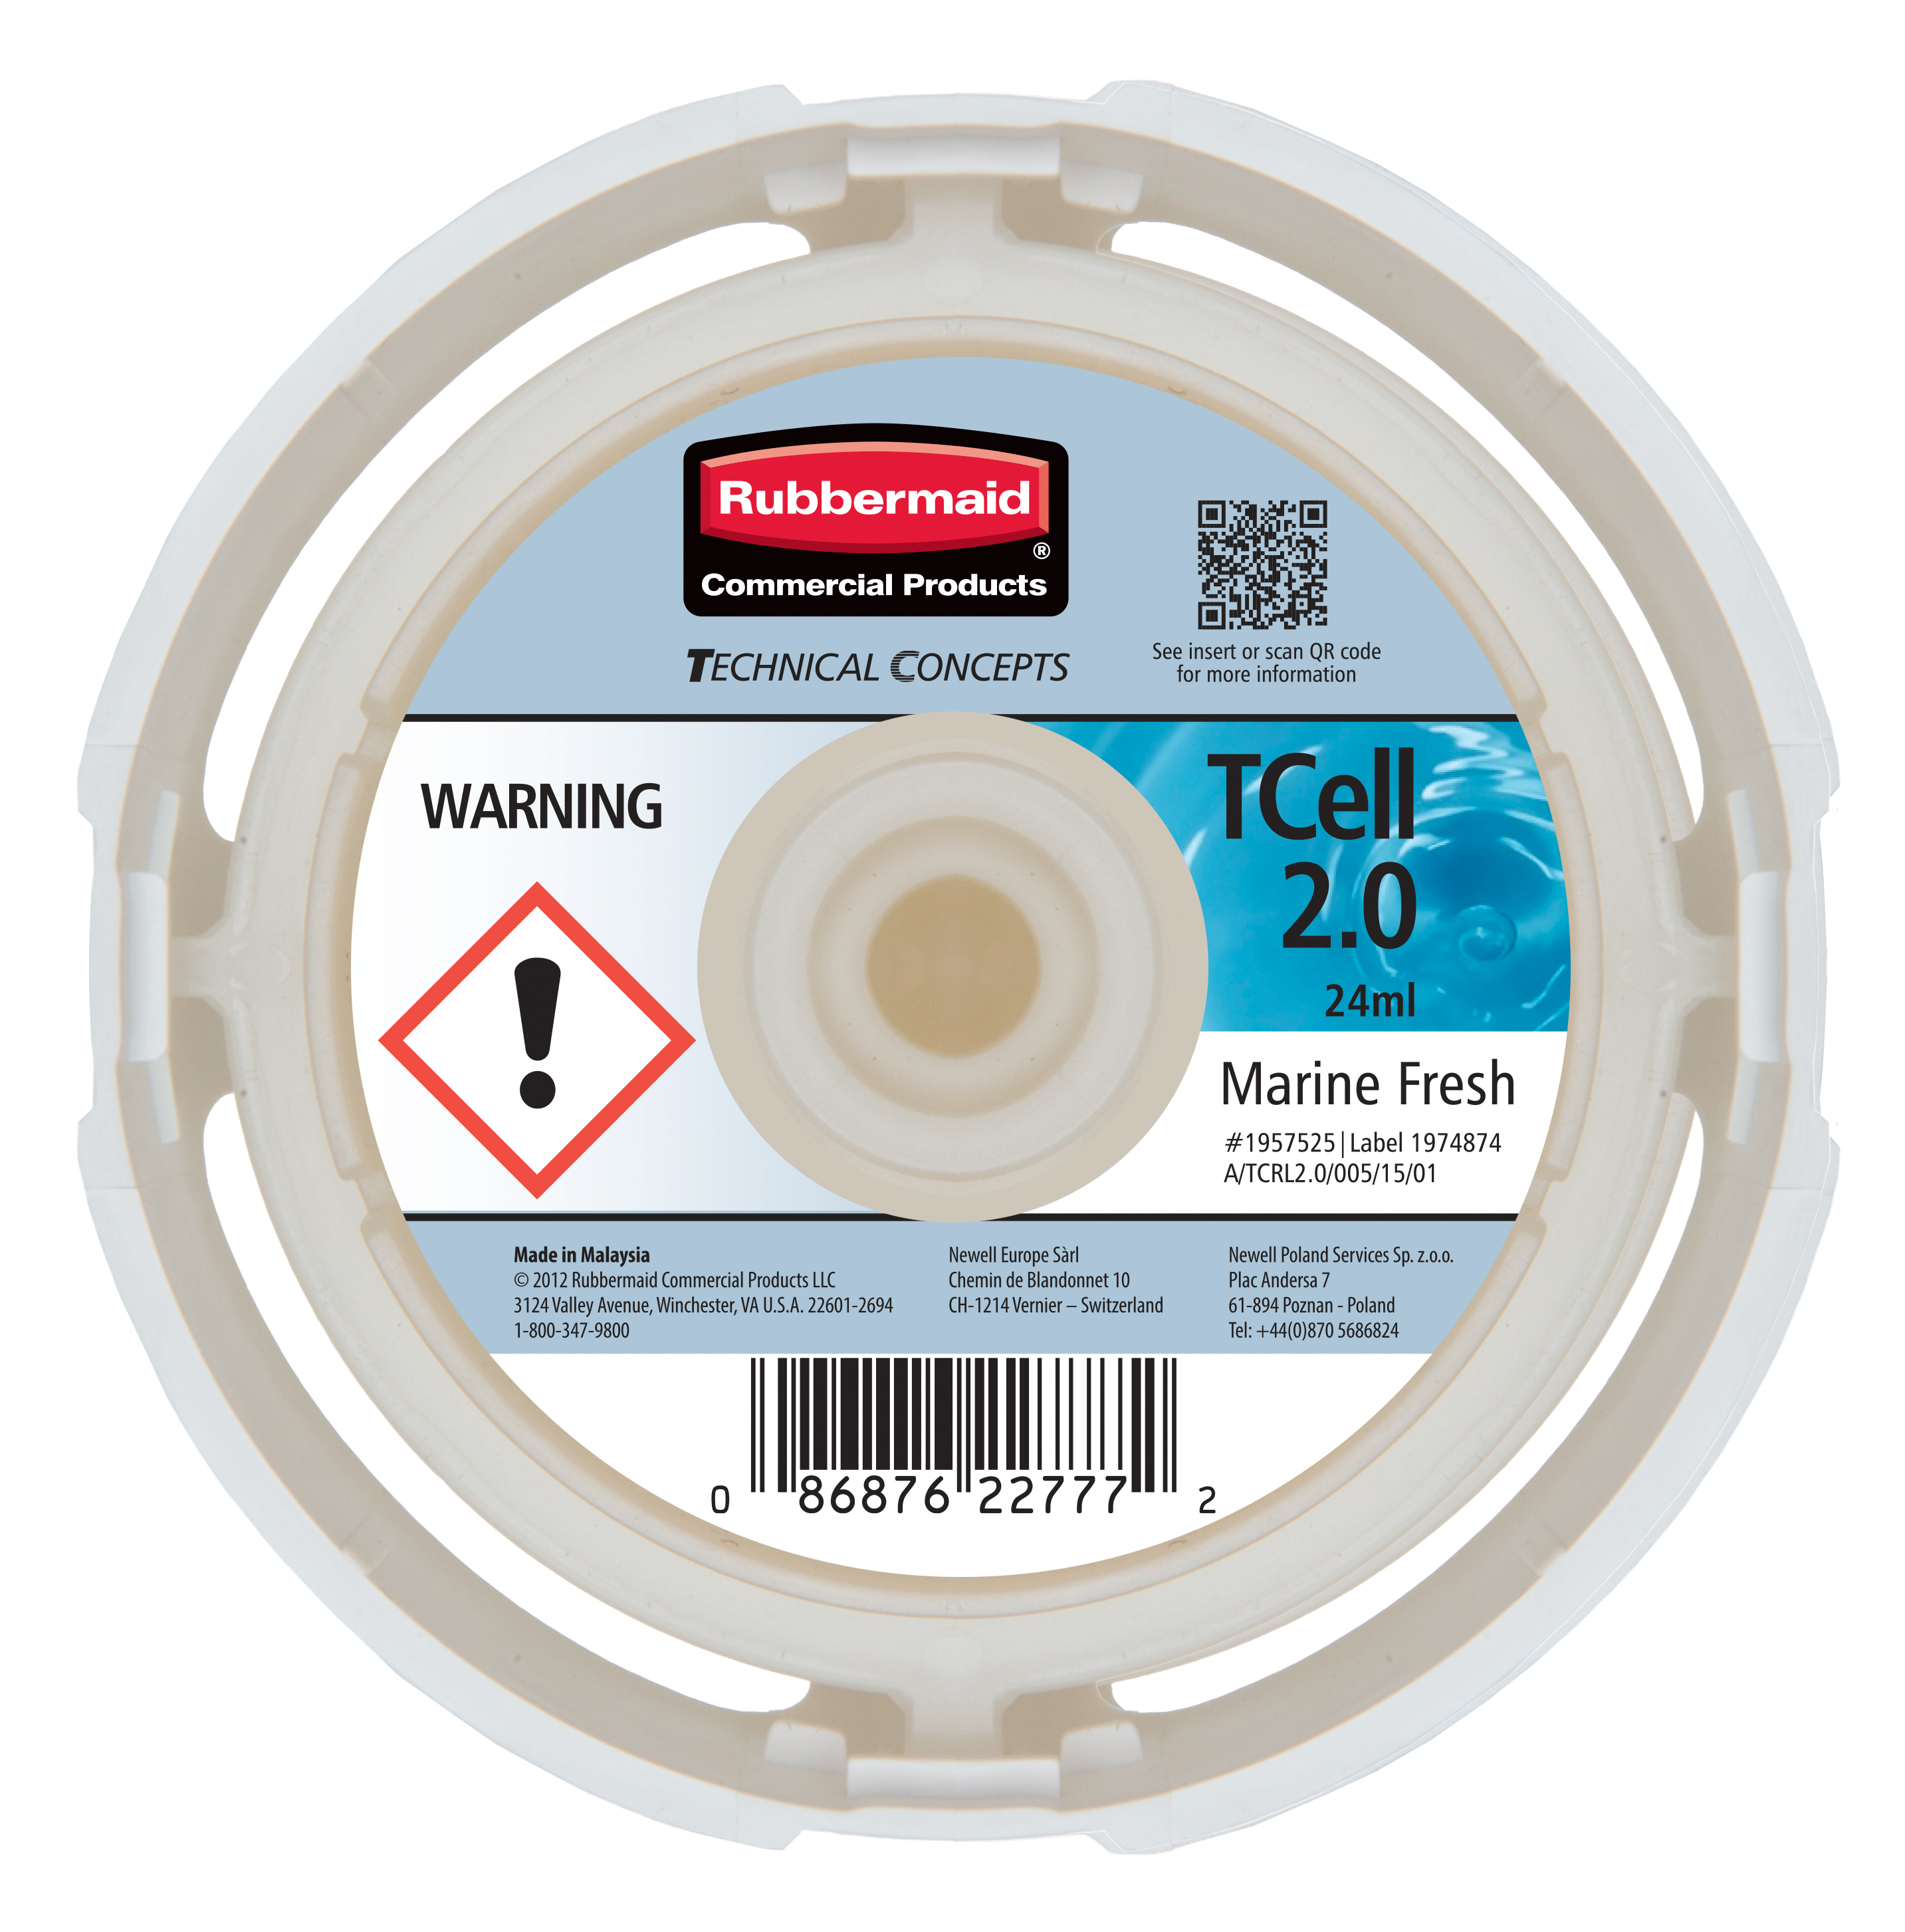 Rubbermaid
®
Commercial Products
TECHNICAL CONCEPTS
See insert or scan QR code
for more information
WARNING
TCell
2.0
24ml
Marine Fresh
#1957525|Label 1974874
A/TCRL2.0/005/15/01
Made in Malaysia
© 2012 Rubbermaid Commercial Products LLC
3124 Valley Avenue, Winchester, VA U.S.A. 22601-2694
1-800-347-9800
Newell Europe Sàrl
Chemin de Blandonnet 10
CH-1214 Vernier – Switzerland
Newell Poland Services Sp. z.o.o.
Plac Andersa 7
61-894 Poznan - Poland
Tel: +44(0)870 5686824
0 86876 22777 2